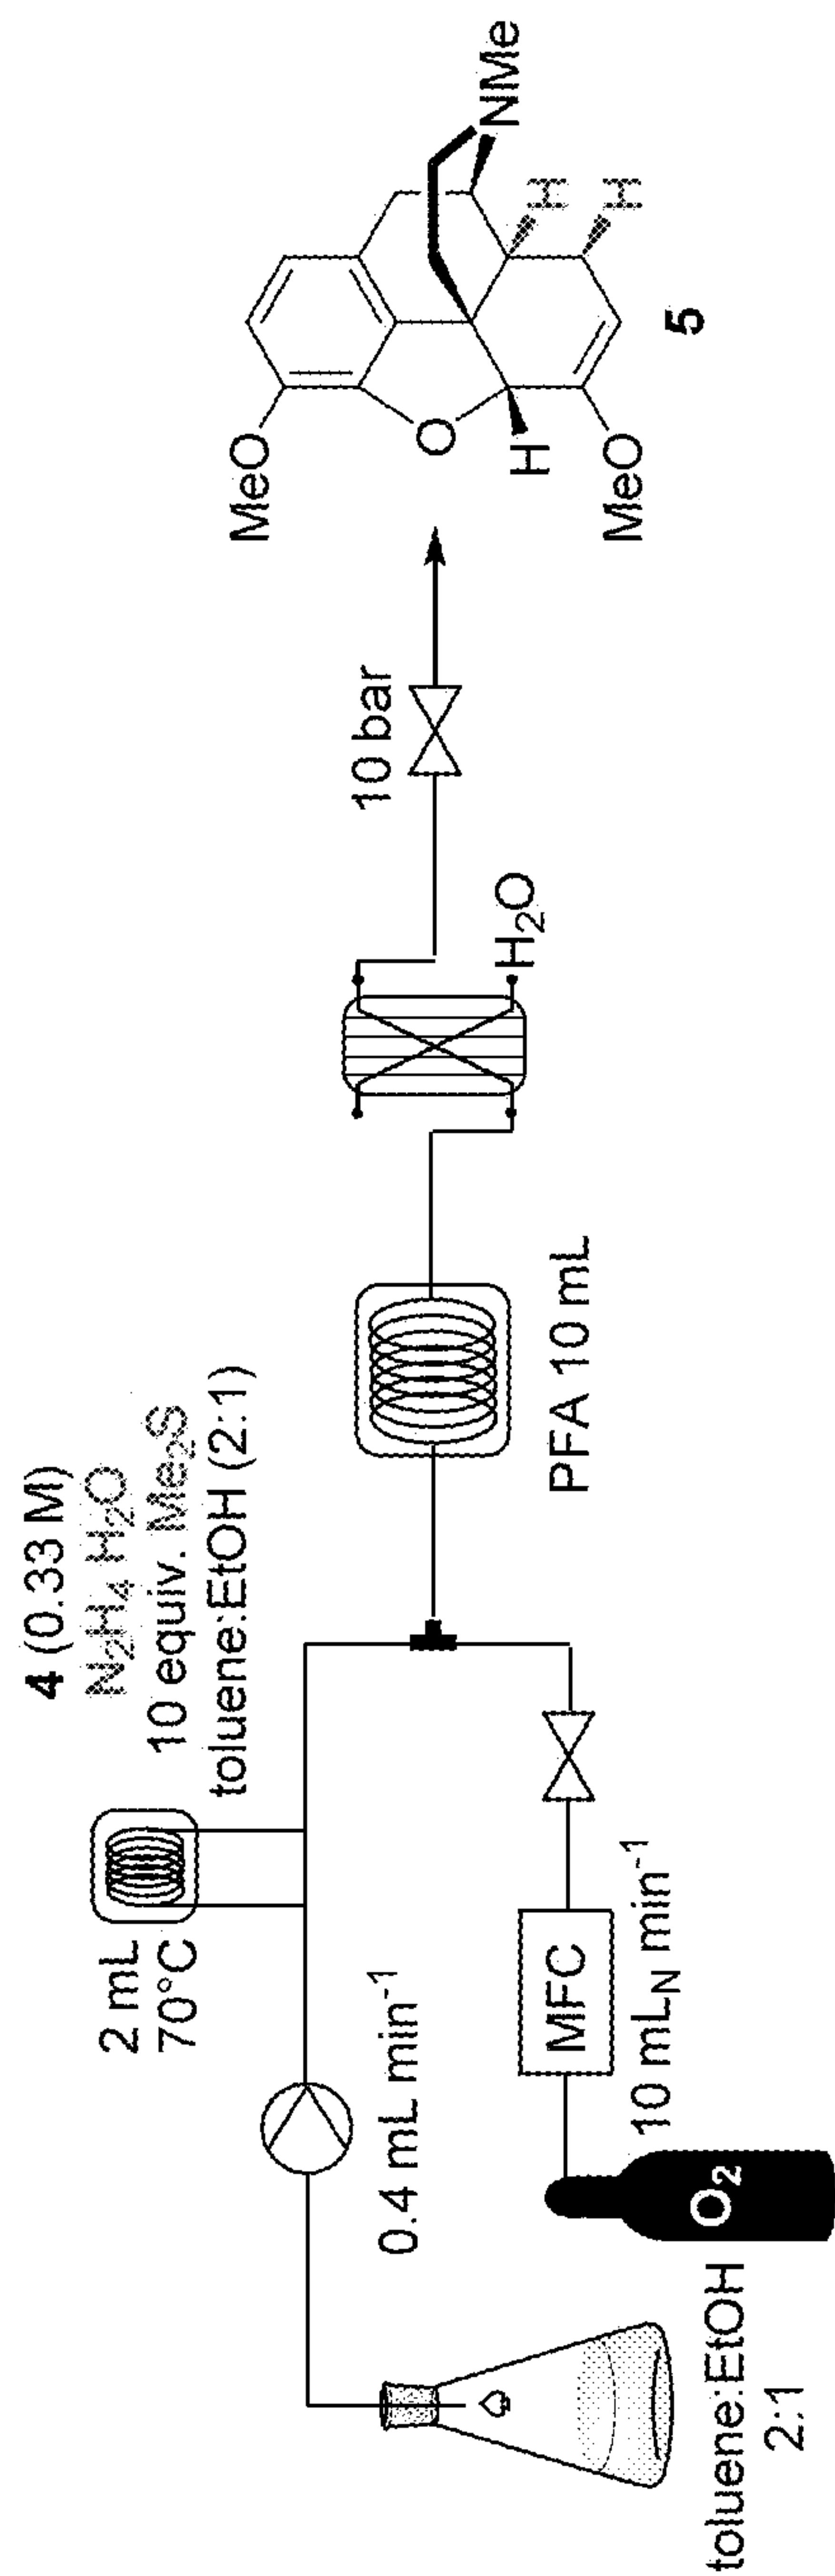 4 (0.33 M)
N₂H₄ H₂O
10 equiv. Me₂S
toluene:EtOH (2:1)
2 mL
70°C
0.4 mL min⁻¹
toluene:EtOH
2:1
O₂
MFC
10 mL_N min⁻¹
PFA 10 mL
H₂O
10 bar
MeO
O
H
MeO
NMe
H
H
5